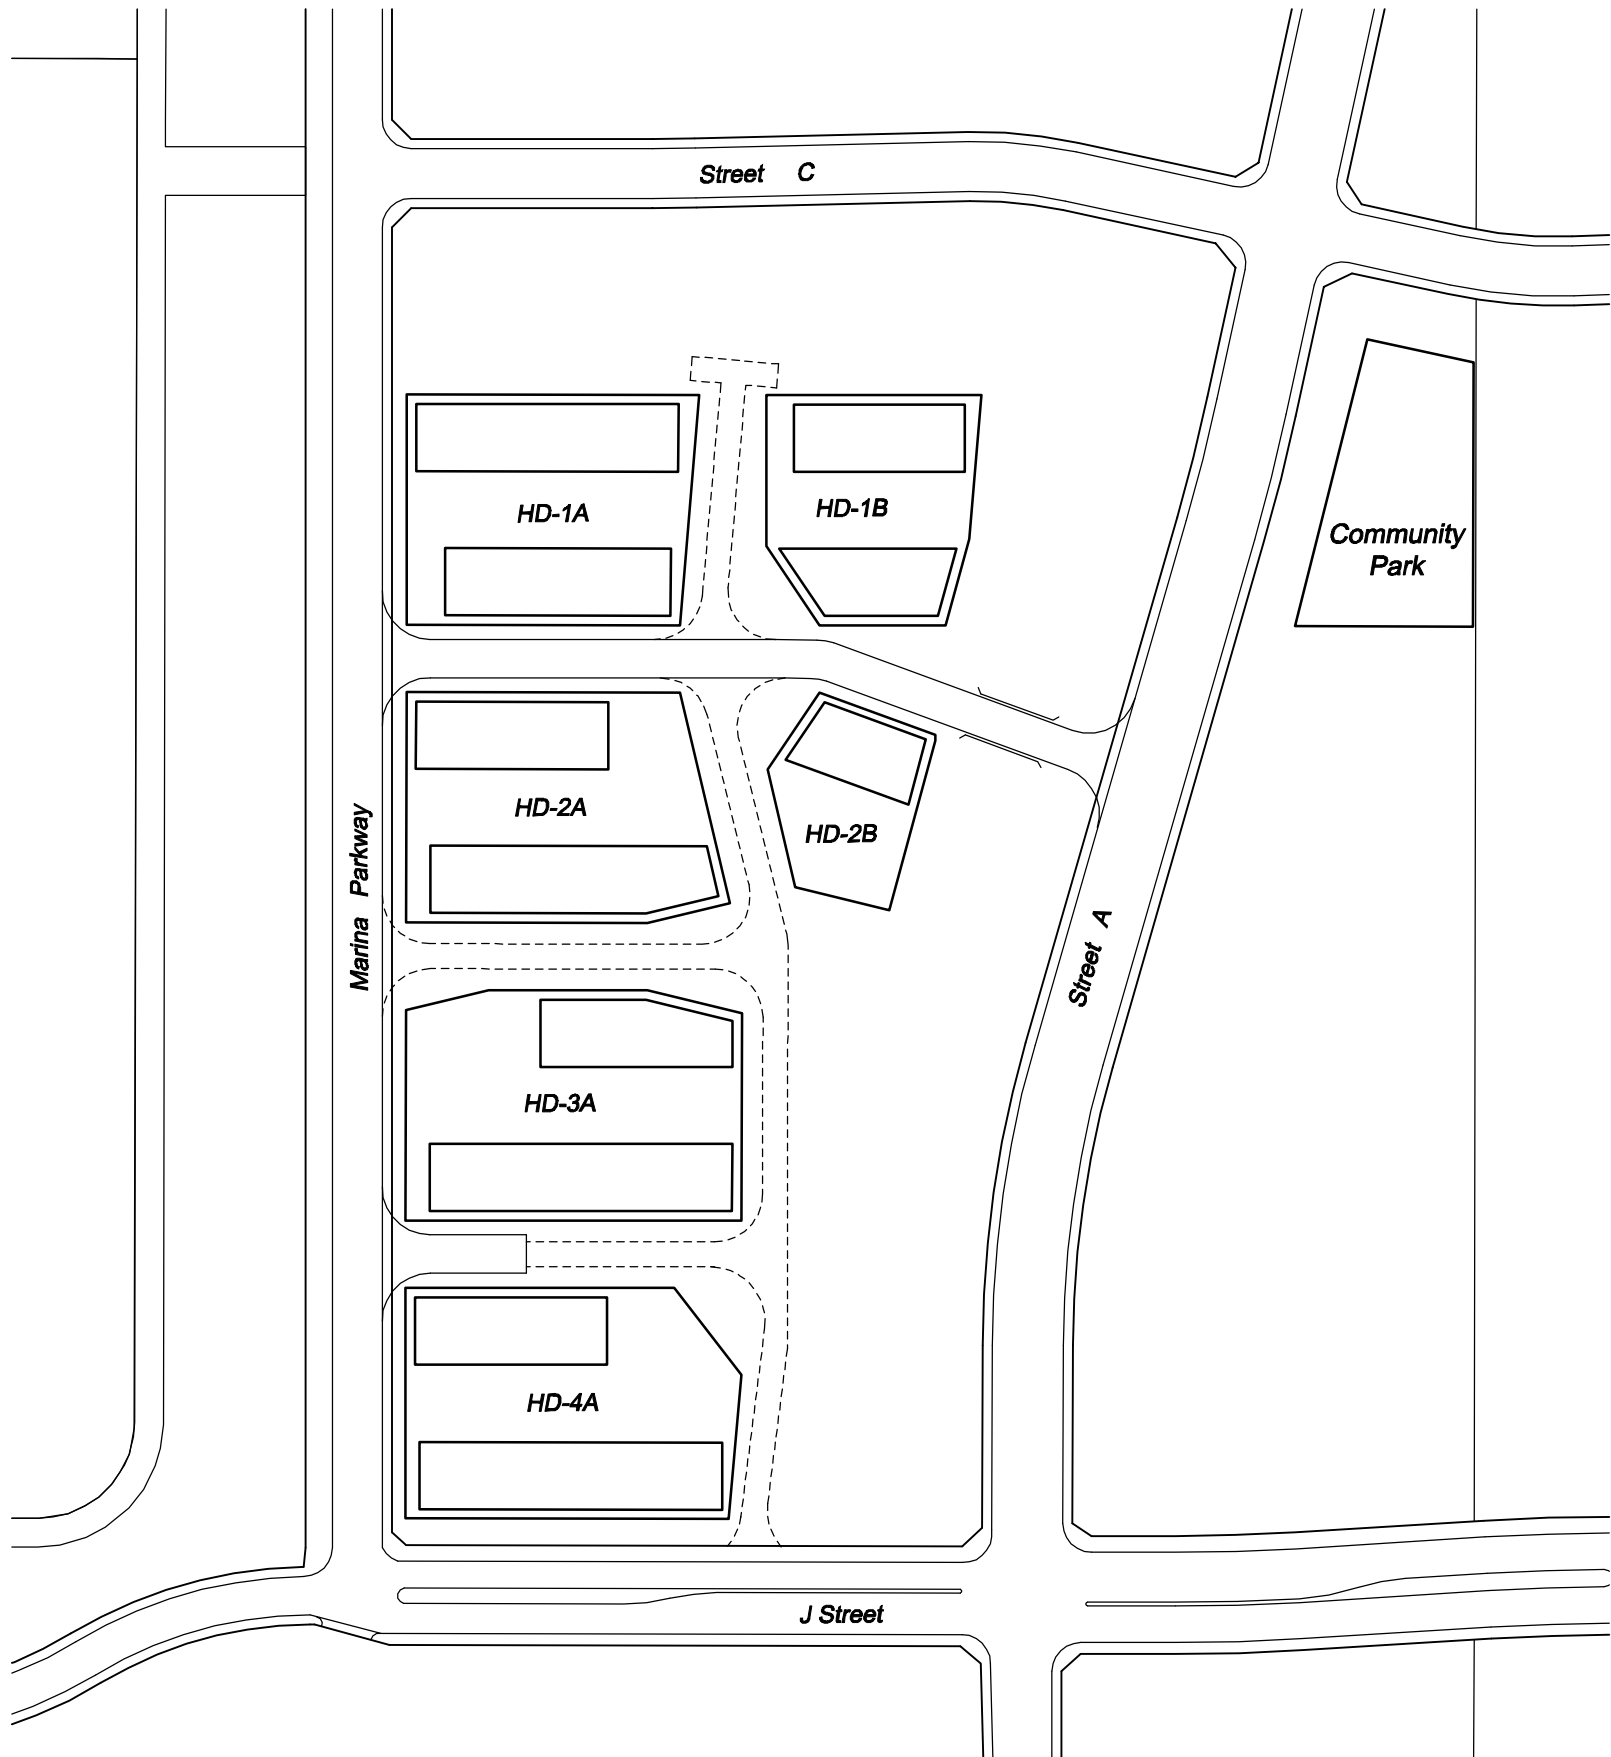 Street C
HD-1A
HD-1B
Community
Park
HD-2A
HD-2B
Marina Parkway
Street A
HD-3A
HD-4A
J Street